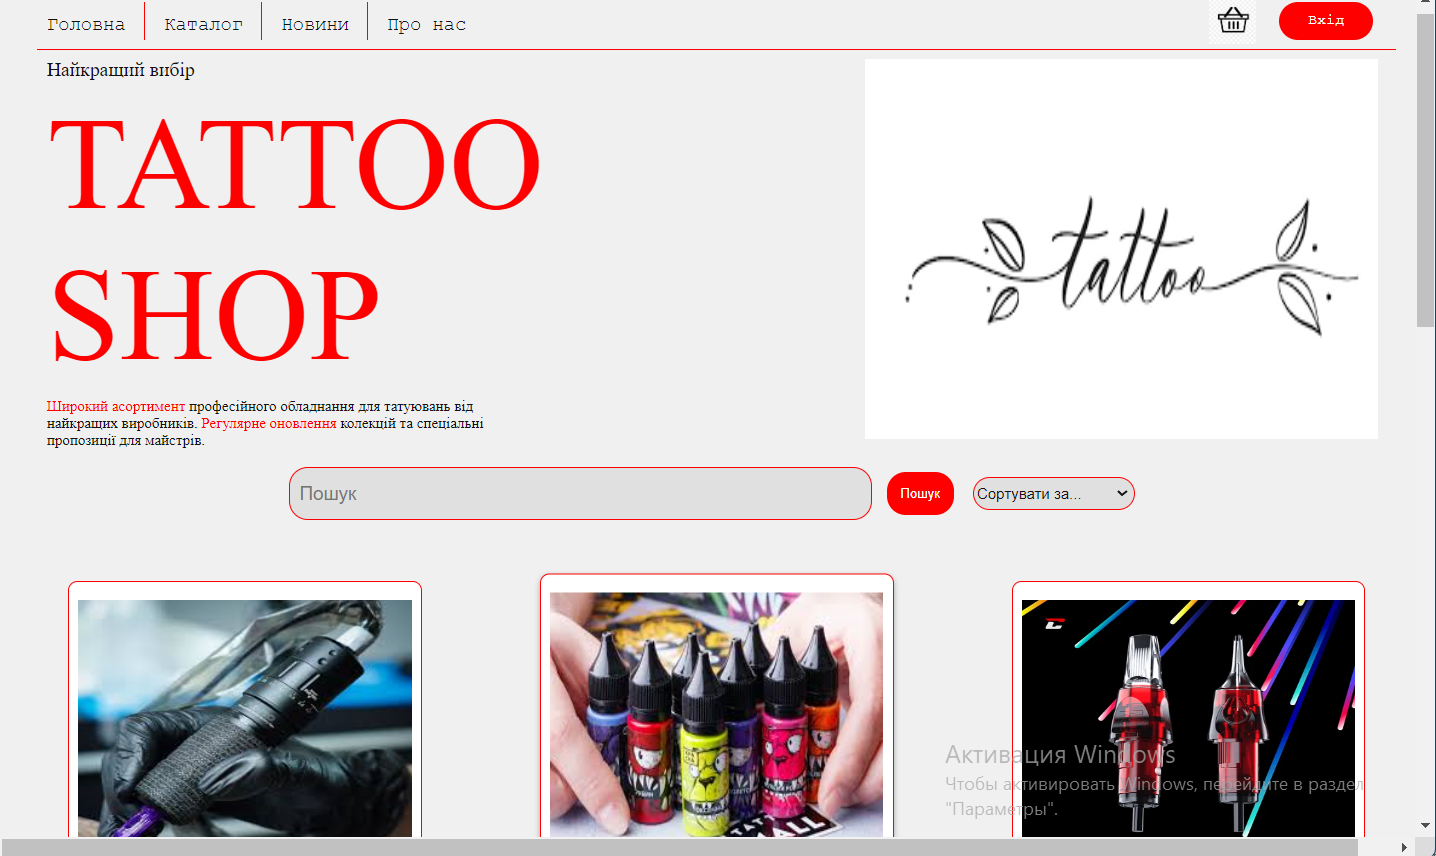 Головна
Каталог
Новини
Про нас
Вхід
Найкращий вибір
TATTOO
SHOP
tattoo
Широкий асортимент професійного обладнання для татуювань від
найкращих виробників. Регулярне оновлення колекцій та спеціальні
пропозиції для майстрів.
Пошук
Пошук
Сортувати за...
Активация Windows
Чтобы активировать Windows, перейдите в раздел
"Параметры".